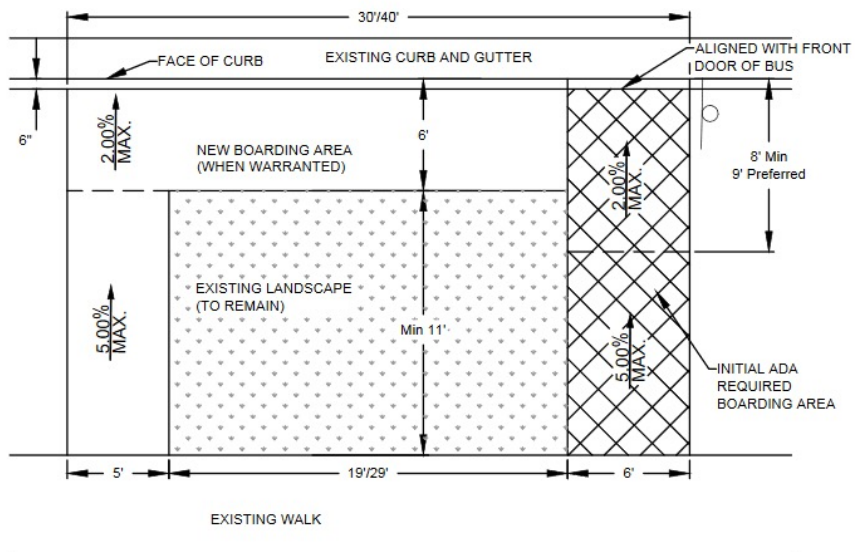 30'/40'
FACE OF CURB
EXISTING CURB AND GUTTER
ALIGNED WITH FRONT
DOOR OF BUS
6"
2.00%
MAX.
NEW BOARDING AREA
(WHEN WARRANTED)
6'
2.00%
MAX.
8' Min
9' Preferred
EXISTING LANDSCAPE
(TO REMAIN)
5.00%
MAX.
Min 11'
5.00%
MAX.
INITIAL ADA
REQUIRED
BOARDING AREA
5'
19'/29'
6'
EXISTING WALK